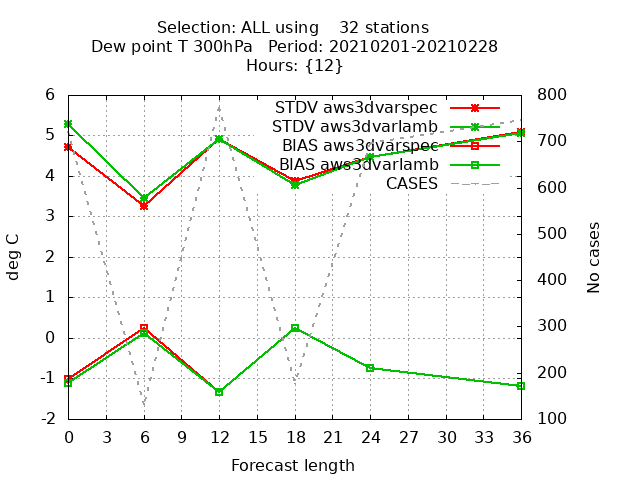 Selection: ALL using    32 stations
Dew point T 300hPa   Period: 20210201-20210228
Hours: {12}
STDV aws3dvarspec
STDV aws3dvarlamb
BIAS aws3dvarspec
BIAS aws3dvarlamb
CASES
deg C
6
5
4
3
2
1
0
-1
-2
No cases
800
700
600
500
400
300
200
100
0 3 6 9 12 15 18 21 24 27 30 33 36
Forecast length